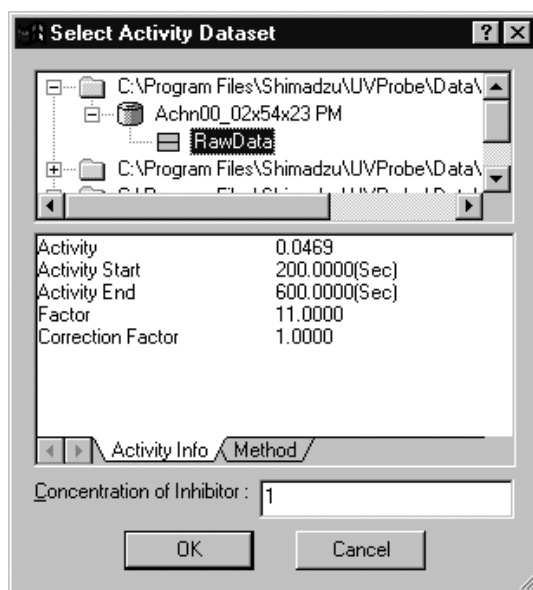 Select Activity Dataset
C:\Program Files\Shimadzu\UVProbe\Data\
Achn00_02x54x23 PM
RawData
C:\Program Files\Shimadzu\UVProbe\Data\
Activity 0.0469
Activity Start 200.0000(Sec)
Activity End 600.0000(Sec)
Factor 11.0000
Correction Factor 1.0000
Activity Info Method
Concentration of Inhibitor : 1
OK Cancel